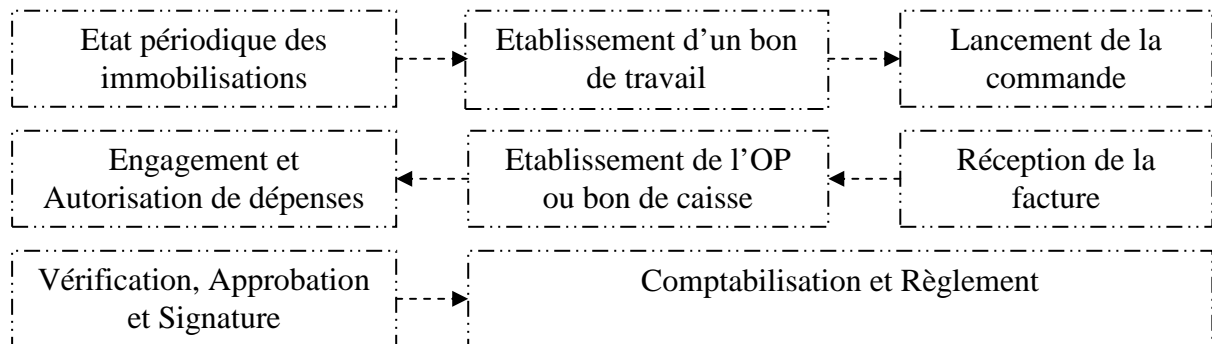 Etat périodique des
immobilisations
Etablissement d’un bon
de travail
Lancement de la
commande
Engagement et
Autorisation de dépenses
Etablissement de l’OP
ou bon de caisse
Réception de la
facture
Vérification, Approbation
et Signature
Comptabilisation et Règlement